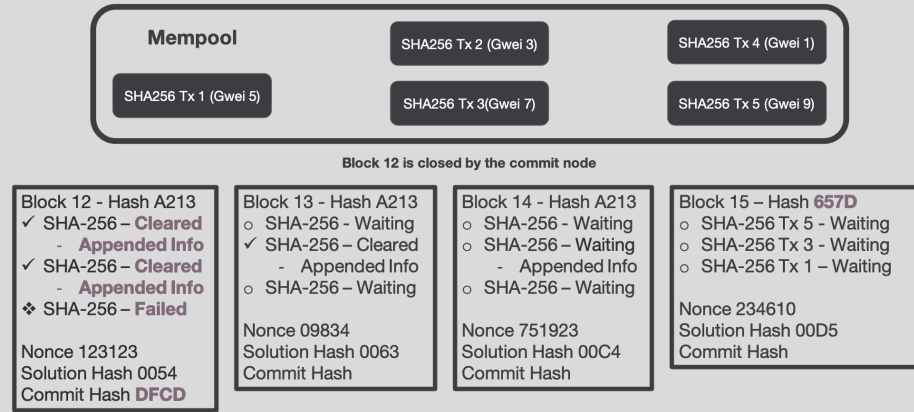 Mempool
SHA256 Tx 1 (Gwei 5)
SHA256 Tx 2 (Gwei 3)
SHA256 Tx 3(Gwei 7)
SHA256 Tx 4 (Gwei 1)
SHA256 Tx 5 (Gwei 9)
Block 12 is closed by the commit node
Block 12 - Hash A213
✓ SHA-256 – Cleared
- Appended Info
✓ SHA-256 – Cleared
- Appended Info
❖ SHA-256 – Failed
Nonce 123123
Solution Hash 0054
Commit Hash DFCD
Block 13 - Hash A213
o SHA-256 - Waiting
✓ SHA-256 – Cleared
- Appended Info
o SHA-256 – Waiting
Nonce 09834
Solution Hash 0063
Commit Hash
Block 14 - Hash A213
o SHA-256 - Waiting
o SHA-256 – Waiting
- Appended Info
o SHA-256 – Waiting
Nonce 751923
Solution Hash 00C4
Commit Hash
Block 15 – Hash 657D
o SHA-256 Tx 5 - Waiting
o SHA-256 Tx 3 - Waiting
o SHA-256 Tx 1 – Waiting
Nonce 234610
Solution Hash 00D5
Commit Hash